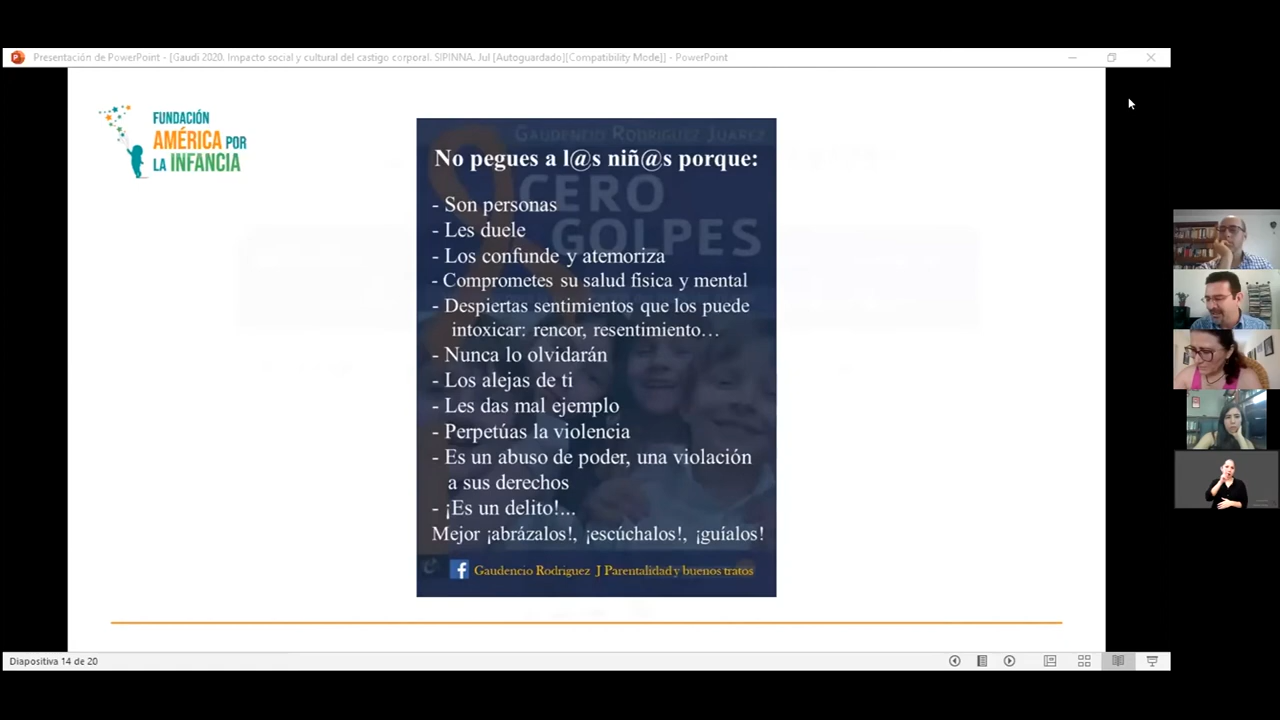 Presentación de PowerPoint - [Gaudi 2020. Impacto social y cultural del castigo corporal. SIPINNA. Jul [Autoguardado][Compatibility Mode]] - PowerPoint
FUNDACIÓN
AMÉRICA POR
LA INFANCIA
GAUDENCIO RODRÍGUEZ JUÁREZ
No pegues a l@s niñ@s porque:
CERO
GOLPES
- Son personas
- Les duele
- Los confunde y atemoriza
- Comprometes su salud física y mental
- Despiertas sentimientos que los puede
intoxicar: rencor, resentimiento…
- Nunca lo olvidarán
- Los alejas de ti
- Les das mal ejemplo
- Perpetúas la violencia
- Es un abuso de poder, una violación
a sus derechos
- ¡Es un delito!...
Mejor ¡abrázalos!, ¡escúchalos!, ¡guíalos!
Gaudencio Rodriguez J Parentalidad y buenos tratos
Diapositiva 14 de 20